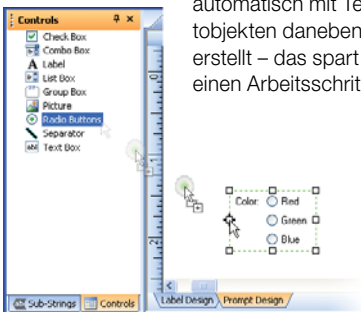 Controls
Check Box
Combo Box
Label
List Box
Group Box
Picture
Radio Buttons
Separator
Text Box
Sub-Strings
Controls
automatisch mit Te
tobjekten daneben
erstellt – das spart
einen Arbeitsschrit
Color:
Red
Green
Blue
Label Design
Prompt Design